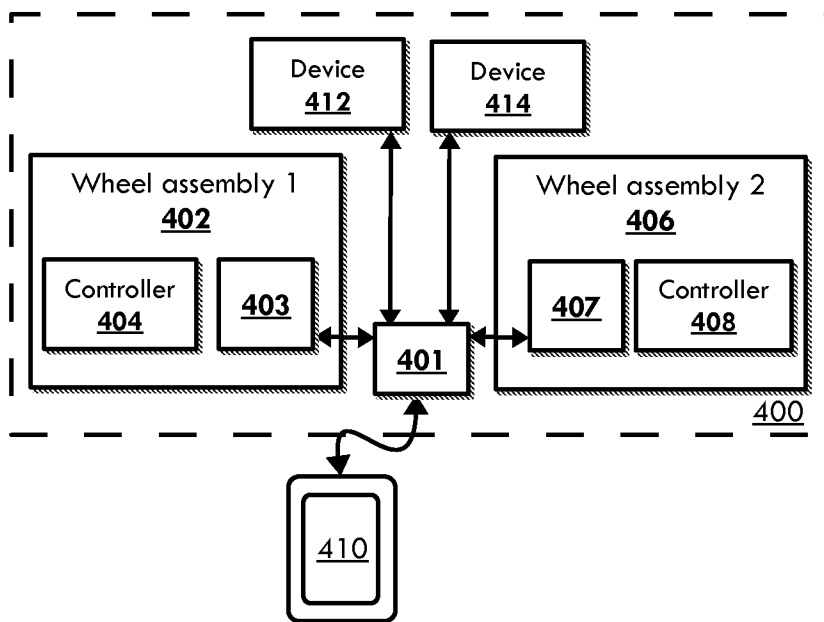 Device
412
Device
414
Wheel assembly 1
402
Wheel assembly 2
406
Controller
404
403
401
407
Controller
408
400
410